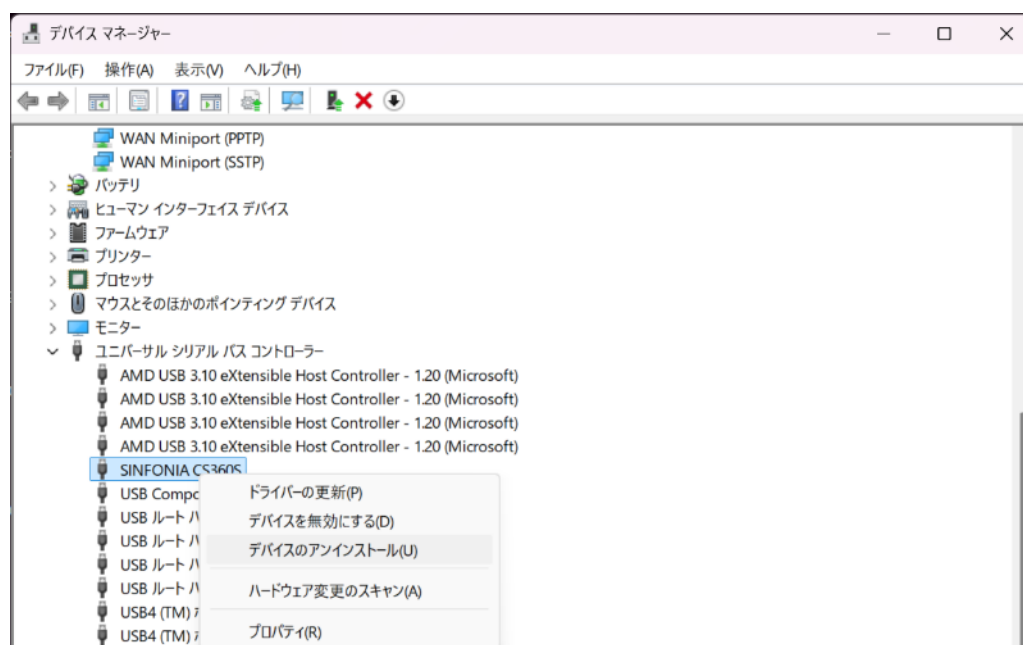 デバイス マネージャー
ファイル(F) 操作(A) 表示(V) ヘルプ(H)
WAN Miniport (PPTP)
WAN Miniport (SSTP)
バッテリ
ヒューマン インターフェイス デバイス
ファームウェア
プリンター
プロセッサ
マウスとそのほかのポインティング デバイス
モニター
ユニバーサル シリアル バス コントローラー
AMD USB 3.10 eXtensible Host Controller - 1.20 (Microsoft)
AMD USB 3.10 eXtensible Host Controller - 1.20 (Microsoft)
AMD USB 3.10 eXtensible Host Controller - 1.20 (Microsoft)
AMD USB 3.10 eXtensible Host Controller - 1.20 (Microsoft)
SINFONIA CS360S
USB Compo
ドライバーの更新(P)
USB ルート
デバイスを無効にする(D)
USB ルート
デバイスのアンインストール(U)
USB ルート
USB ルート
ハードウェア変更のスキャン(A)
USB4 (TM)
USB4 (TM)
プロパティ(R)